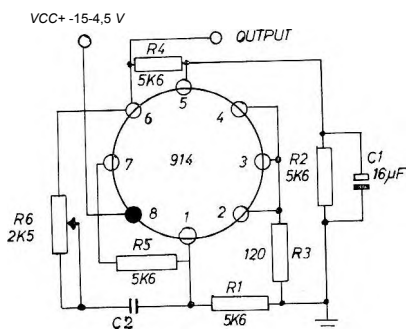 VCC+ -15-4,5 V
OUTPUT
R4
5K6
6
5
4
7
914
3
R2
5K6
C1
16µF
R6
2K5
8
1
2
R5
5K6
120
R3
R1
5K6
C2